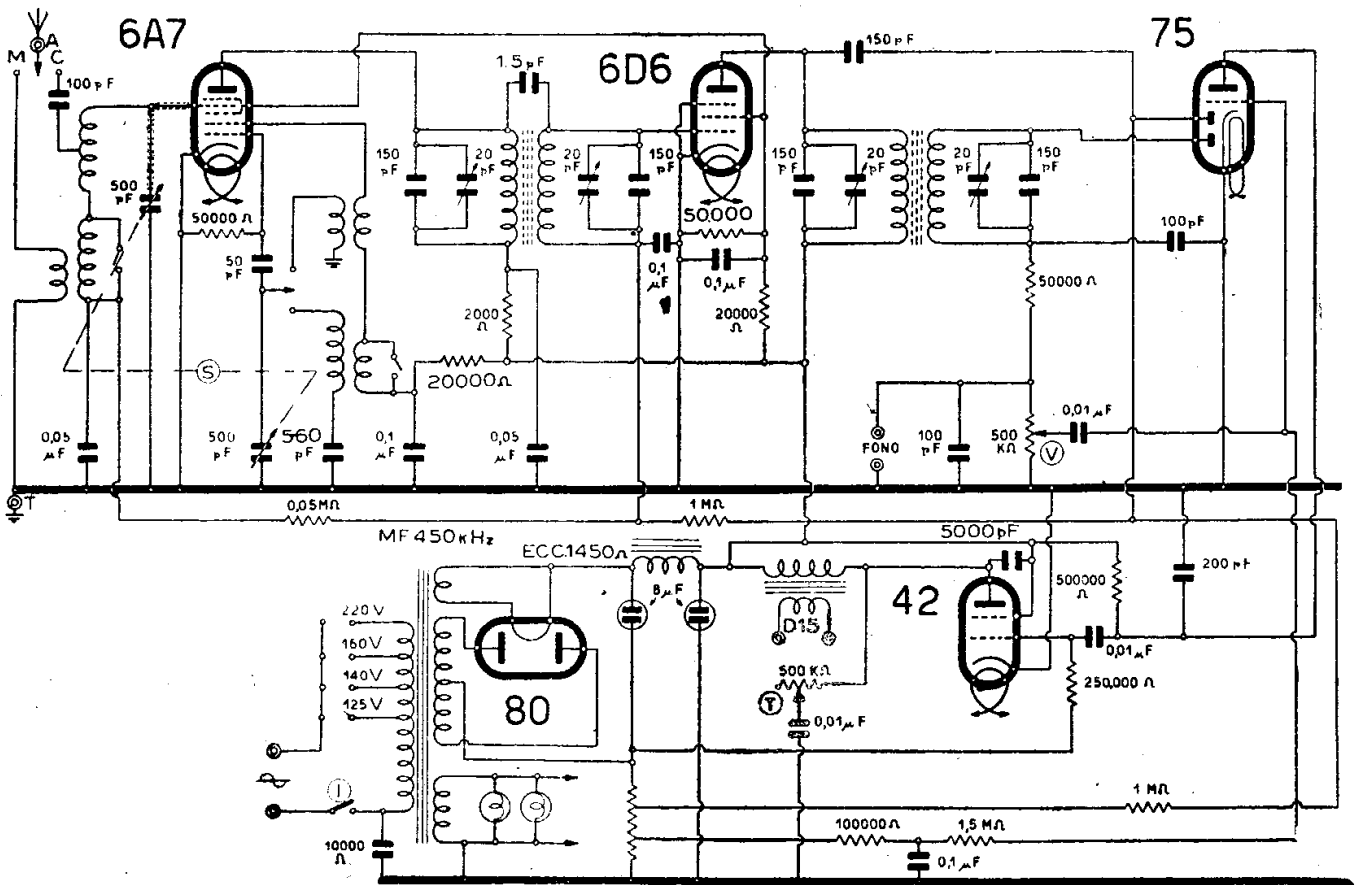 6A7
6D6
75
M
A
C
100 pF
1.5 pF
150 pF
500 pF
50000 Ω
50 pF
150 pF
20 pF
20 pF
150 pF
50.000
150 pF
20 pF
20 pF
150 pF
100 pF
0,1 µF
0,1 µF
2000 Ω
20000 Ω
50000 Ω
S
20000 Ω
0,05 µF
500 pF
560 pF
0,1 µF
0,05 µF
FONO
100 pF
500 KΩ
V
0,01 µF
T
0,05 MΩ
1 MΩ
MF 450 kHz
ECC.1450 Ω
5000 pF
8 µF
42
500000 Ω
200 pF
220 V
160 V
140 V
125 V
D15
80
500 KΩ
T
0,01 µF
0,01 µF
250,000 Ω
I
10000 Ω
1 MΩ
100000 Ω
1,5 MΩ
0,1 µF